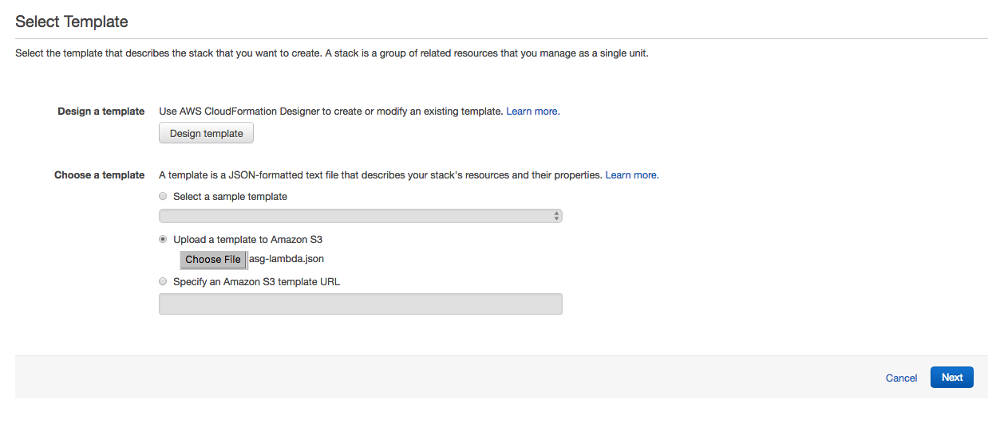 Select Template
Select the template that describes the stack that you want to create. A stack is a group of related resources that you manage as a single unit.
Design a template Use AWS CloudFormation Designer to create or modify an existing template. Learn more.
Design template
Choose a template A template is a JSON-formatted text file that describes your stack's resources and their properties. Learn more.
Select a sample template
Upload a template to Amazon S3
Choose File asg-lambda.json
Specify an Amazon S3 template URL
Cancel Next